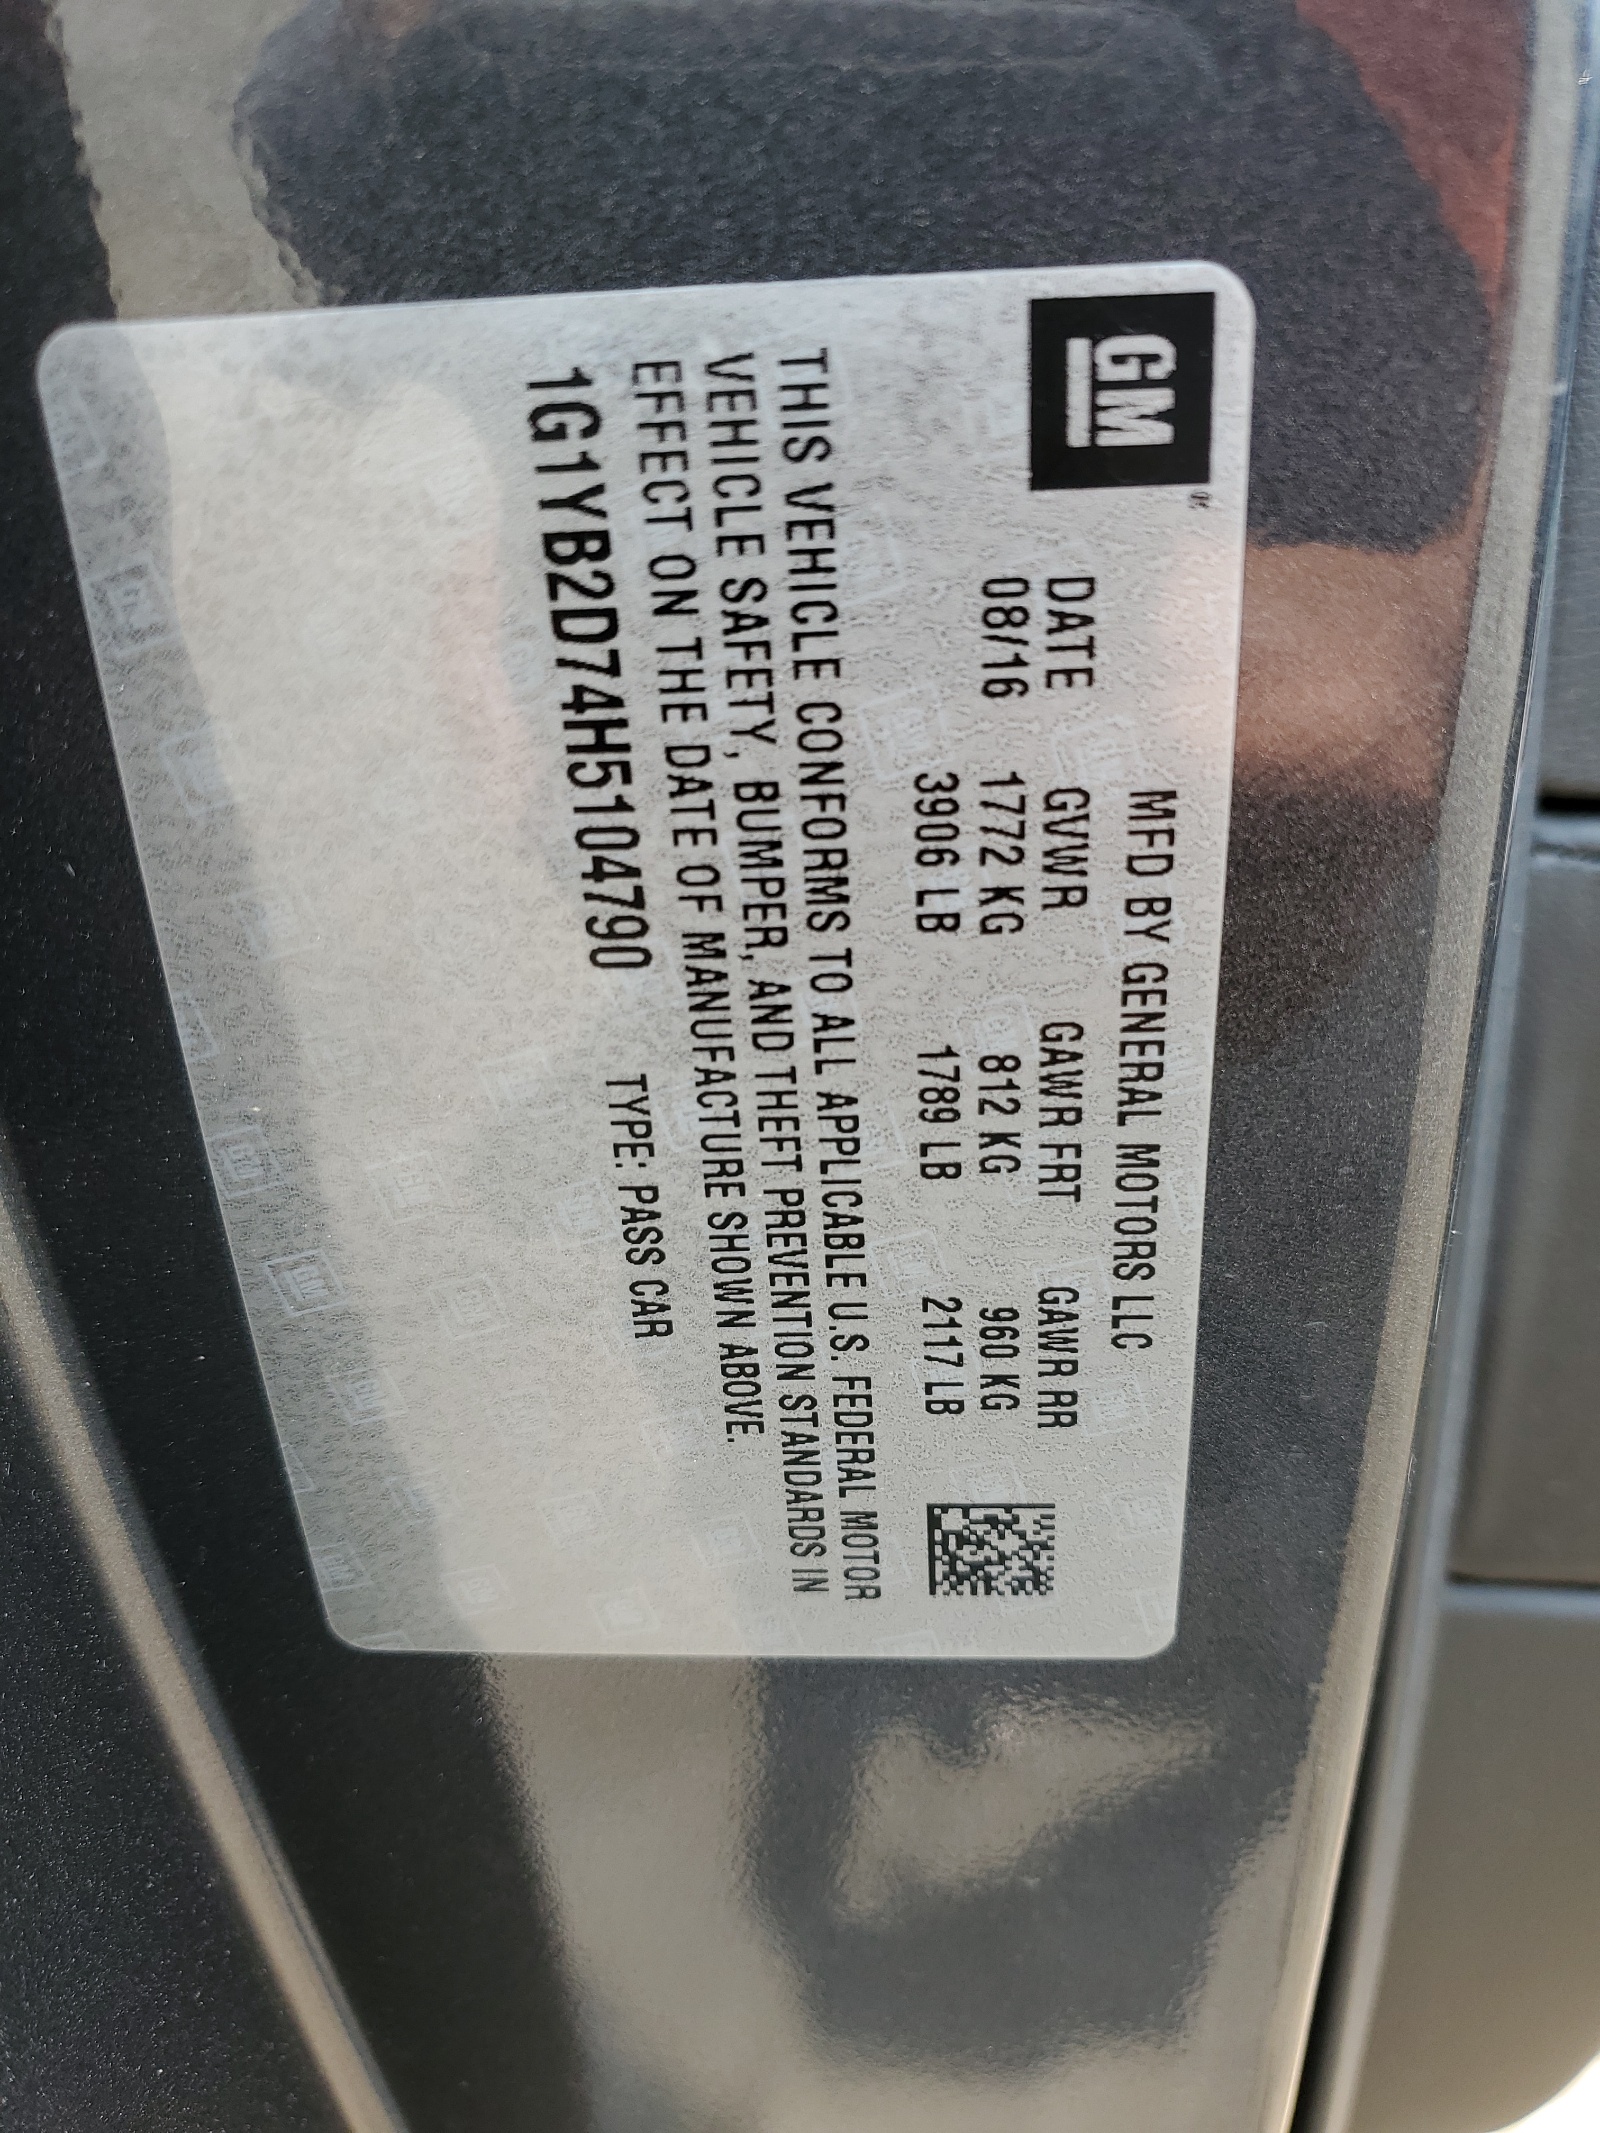 GM
MFD BY GENERAL MOTORS LLC
DATE GVWR GAWR FRT GAWR RR
08/16 1772 KG 812 KG 960 KG
3906 LB 1789 LB 2117 LB
THIS VEHICLE CONFORMS TO ALL APPLICABLE U.S. FEDERAL MOTOR
VEHICLE SAFETY, BUMPER, AND THEFT PREVENTION STANDARDS IN
EFFECT ON THE DATE OF MANUFACTURE SHOWN ABOVE.
1G1YB2D74H5104790 TYPE: PASS CAR